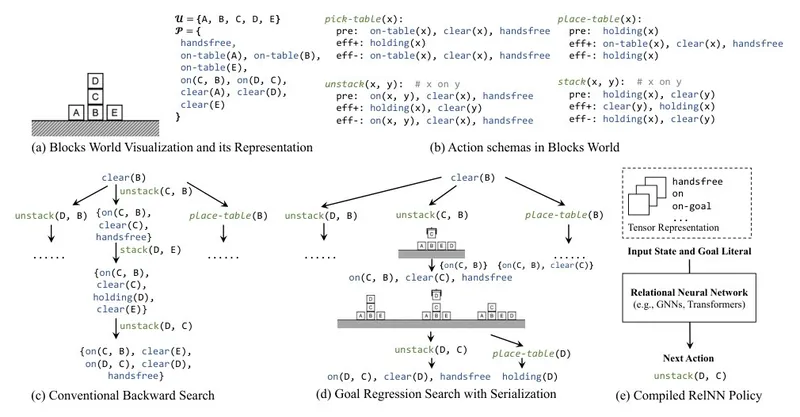 𝒰 = {A, B, C, D, E}
𝒫 = {
handsfree,
on-table(A), on-table(B),
on-table(E),
on(C, B), on(D, C),
clear(A), clear(D),
clear(E)
}
D
C
A B E
(a) Blocks World Visualization and its Representation
pick-table(x):
pre: on-table(x), clear(x), handsfree
eff+: holding(x)
eff-: on-table(x), clear(x), handsfree
place-table(x):
pre: holding(x)
eff+: on-table(x), clear(x), handsfree
eff-: holding(x)
unstack(x, y): # x on y
pre: on(x, y), clear(x), handsfree
eff+: holding(x), clear(y)
eff-: on(x, y), clear(x), handsfree
stack(x, y): # x on y
pre: holding(x), clear(y)
eff+: clear(y), holding(x)
eff-: holding(x), clear(y)
(b) Action schemas in Blocks World
clear(B)
unstack(C, B)
unstack(D, B)
{on(C, B),
clear(C),
handsfree}
place-table(B)
......
stack(D, E)
......
{on(C, B),
clear(C),
holding(D),
clear(E)}
unstack(D, C)
{on(C, B), clear(E),
on(D, C), clear(D),
handsfree}
(c) Conventional Backward Search
clear(B)
unstack(D, B)
unstack(C, B)
place-table(B)
C
A B E D
......
......
{on(C, B)} {on(C, B), clear(C)}
on(C, B), clear(C), handsfree
D
C
A B E
D
C
A B E
C
A B E D
unstack(D, C)
place-table(D)
on(D, C), clear(D), handsfree
holding(D)
(d) Goal Regression Search with Serialization
handsfree
on
on-goal
...
Tensor Representation
Input State and Goal Literal
Relational Neural Network
(e.g., GNNs, Transformers)
Next Action
unstack(D, C)
(e) Compiled RelNN Policy